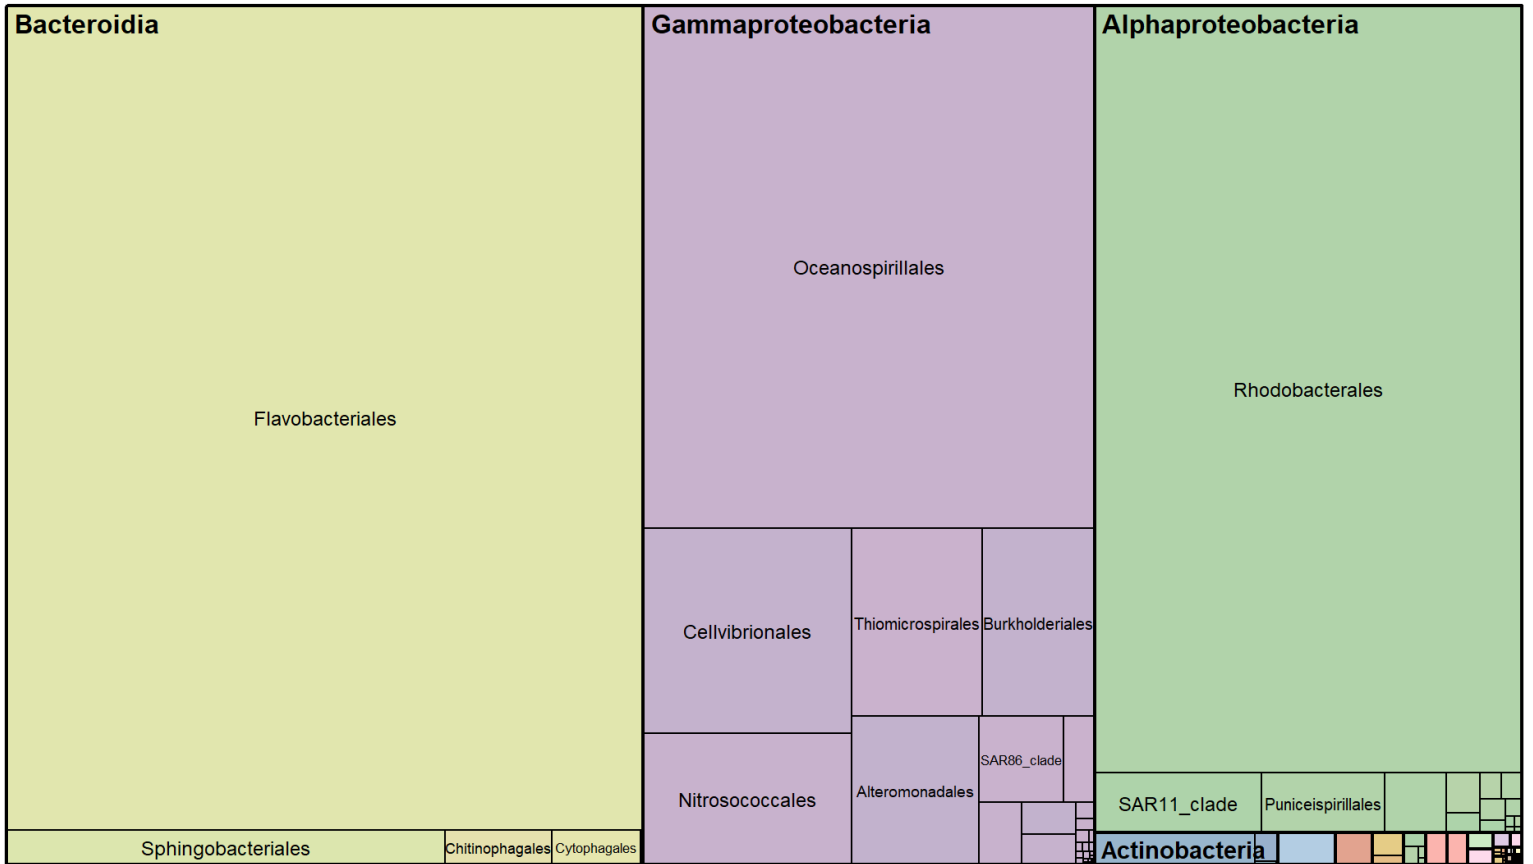 Bacteroidia
Flavobacteriales
Sphingobacteriales
Chitinophagales
Cytophagales
Gammaproteobacteria
Oceanospirillales
Cellvibrionales
Thiomicrospirales
Burkholderiales
Nitrosococcales
Alteromonadales
SAR86_clade
Alphaproteobacteria
Rhodobacterales
SAR11_clade
Puniceispirillales
Actinobacteria